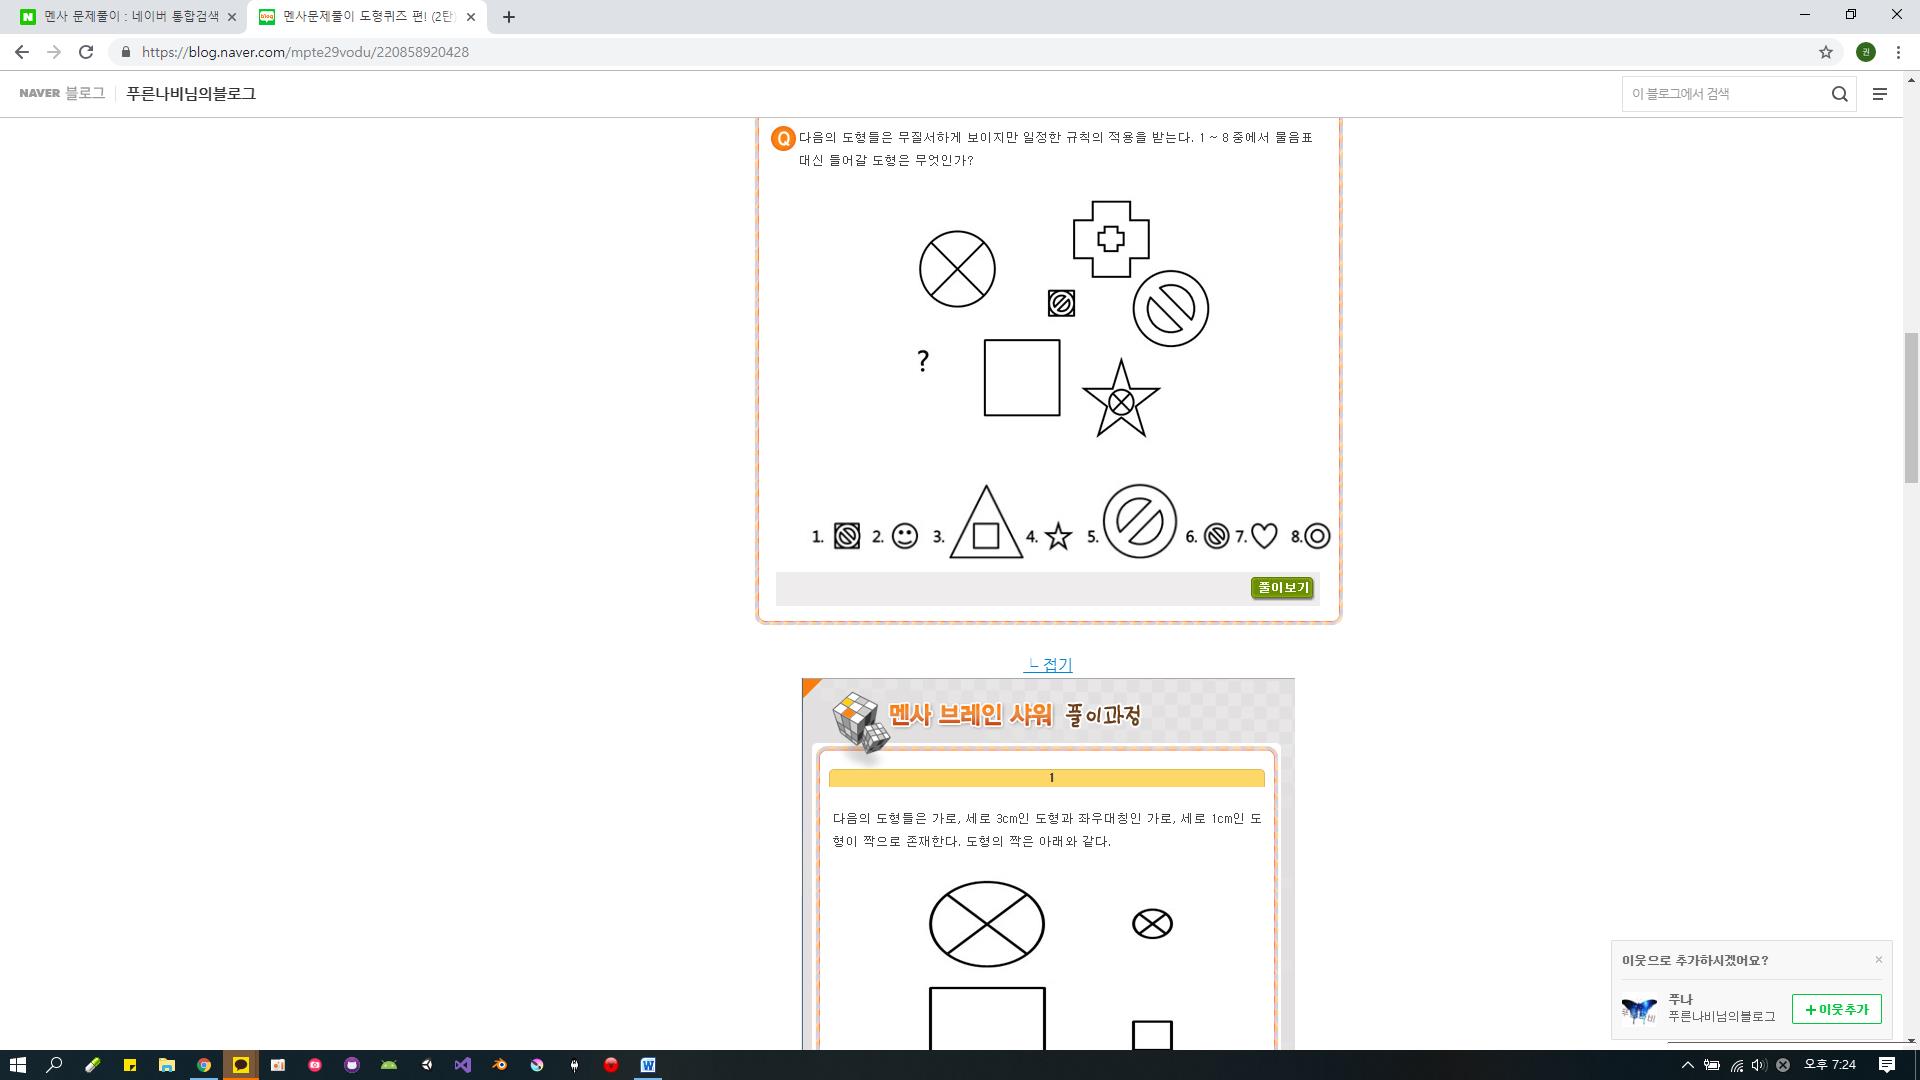 멘사 문제풀이 : 네이버 통합검색
멘사문제풀이 도형퀴즈 편! (2탄)
https://blog.naver.com/mpte29vodu/220858920428
권
NAVER 블로그
푸른나비님의블로그
이 블로그에서 검색
Q 다음의 도형들은 무질서하게 보이지만 일정한 규칙의 적용을 받는다. 1 ~ 8 중에서 물음표
대신 들어갈 도형은 무엇인가?
?
1. 2. 3. 4. 5. 6. 7. 8.
풀이보기
└ 접기
멘사 브레인 샤워 풀이과정
1
다음의 도형들은 가로, 세로 3cm인 도형과 좌우대칭인 가로, 세로 1cm인 도
형이 짝으로 존재한다. 도형의 짝은 아래와 같다.
이웃으로 추가하시겠어요?
푸나
푸른나비님의블로그
+이웃추가
오후 7:24